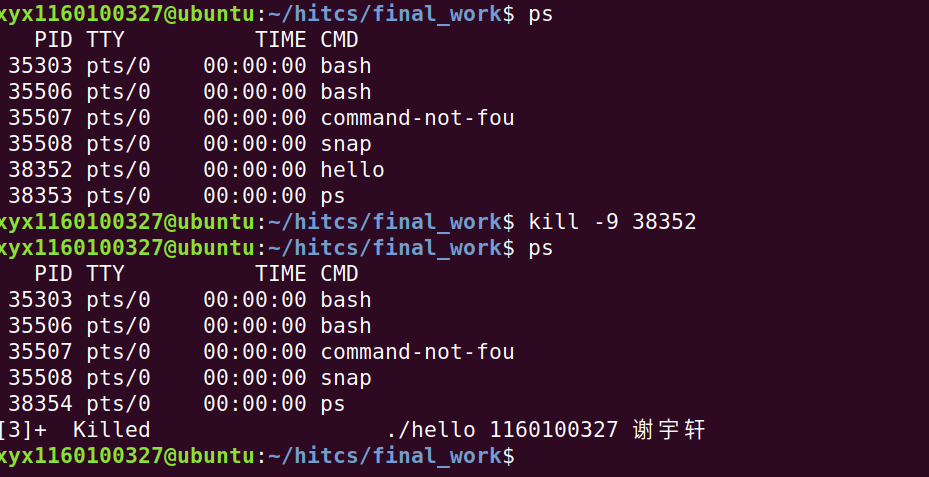 xyx1160100327@ubuntu:~/hitcs/final_work$ ps
PID TTY TIME CMD
35303 pts/0 00:00:00 bash
35506 pts/0 00:00:00 bash
35507 pts/0 00:00:00 command-not-fou
35508 pts/0 00:00:00 snap
38352 pts/0 00:00:00 hello
38353 pts/0 00:00:00 ps
xyx1160100327@ubuntu:~/hitcs/final_work$ kill -9 38352
xyx1160100327@ubuntu:~/hitcs/final_work$ ps
PID TTY TIME CMD
35303 pts/0 00:00:00 bash
35506 pts/0 00:00:00 bash
35507 pts/0 00:00:00 command-not-fou
35508 pts/0 00:00:00 snap
38354 pts/0 00:00:00 ps
[3]+ Killed ./hello 1160100327 谢宇轩
xyx1160100327@ubuntu:~/hitcs/final_work$